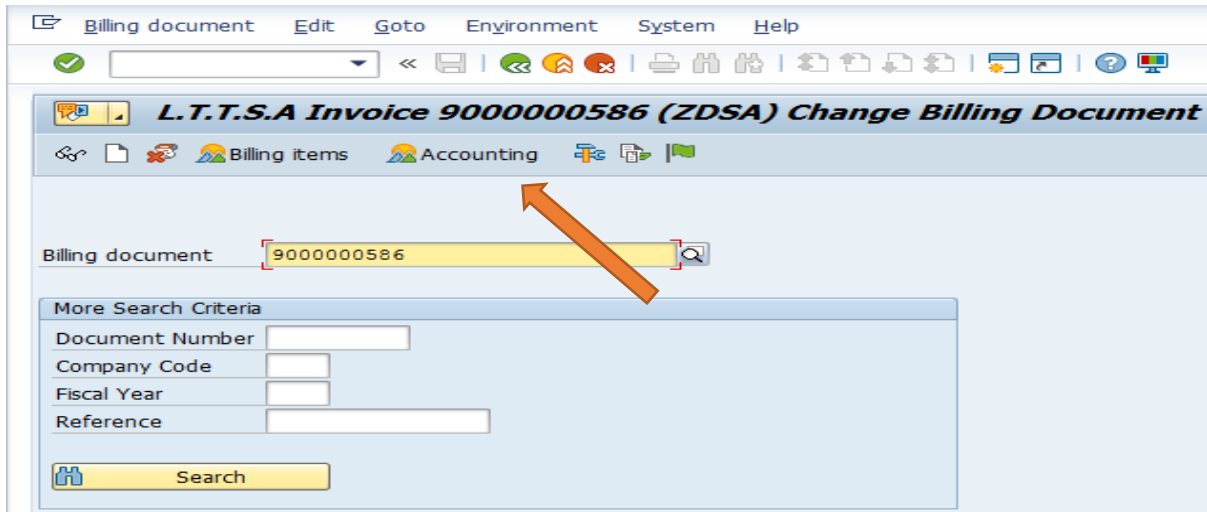 Billing document Edit Goto Environment System Help
L.T.T.S.A Invoice 9000000586 (ZDSA) Change Billing Document
Billing items Accounting
Billing document 9000000586
More Search Criteria
Document Number
Company Code
Fiscal Year
Reference
Search